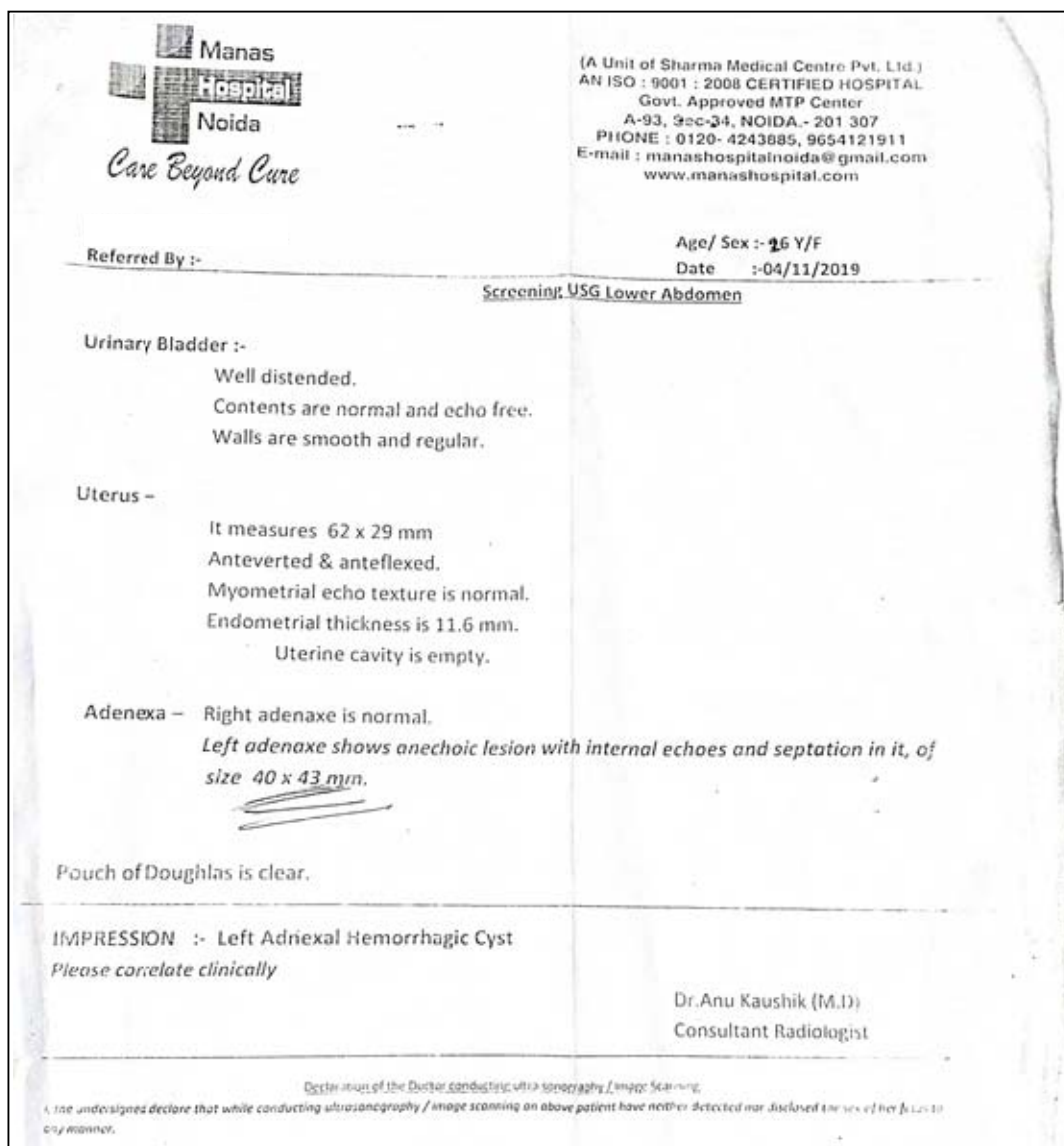 Manas
Hospital
Noida
Care Beyond Cure
(A Unit of Sharma Medical Centre Pvt. Ltd.)
AN ISO : 9001 : 2008 CERTIFIED HOSPITAL
Govt. Approved MTP Center
A-93, Sec-34, NOIDA.- 201 307
PHONE : 0120- 4243885, 9654121911
E-mail : manashospitalnoida@gmail.com
www.manashospital.com
Age/ Sex :- 26 Y/F
Referred By :-
Date :-04/11/2019
Screening USG Lower Abdomen
Urinary Bladder :-
Well distended.
Contents are normal and echo free.
Walls are smooth and regular.
Uterus –
It measures 62 x 29 mm
Anteverted & anteflexed.
Myometrial echo texture is normal.
Endometrial thickness is 11.6 mm.
Uterine cavity is empty.
Adenexa – Right adenaxe is normal.
Left adenaxe shows anechoic lesion with internal echoes and septation in it, of
size 40 x 43 mm.
Pouch of Doughlas is clear.
IMPRESSION :- Left Adnexal Hemorrhagic Cyst
Please correlate clinically
Dr.Anu Kaushik (M.D)
Consultant Radiologist
Declaration of the Doctor conducting ultra sonography / Image Scanning
the undersigned declare that while conducting ultrasonography / image scanning on above patient have neither detected nor disclosed the sex of her fetus to
any manner.